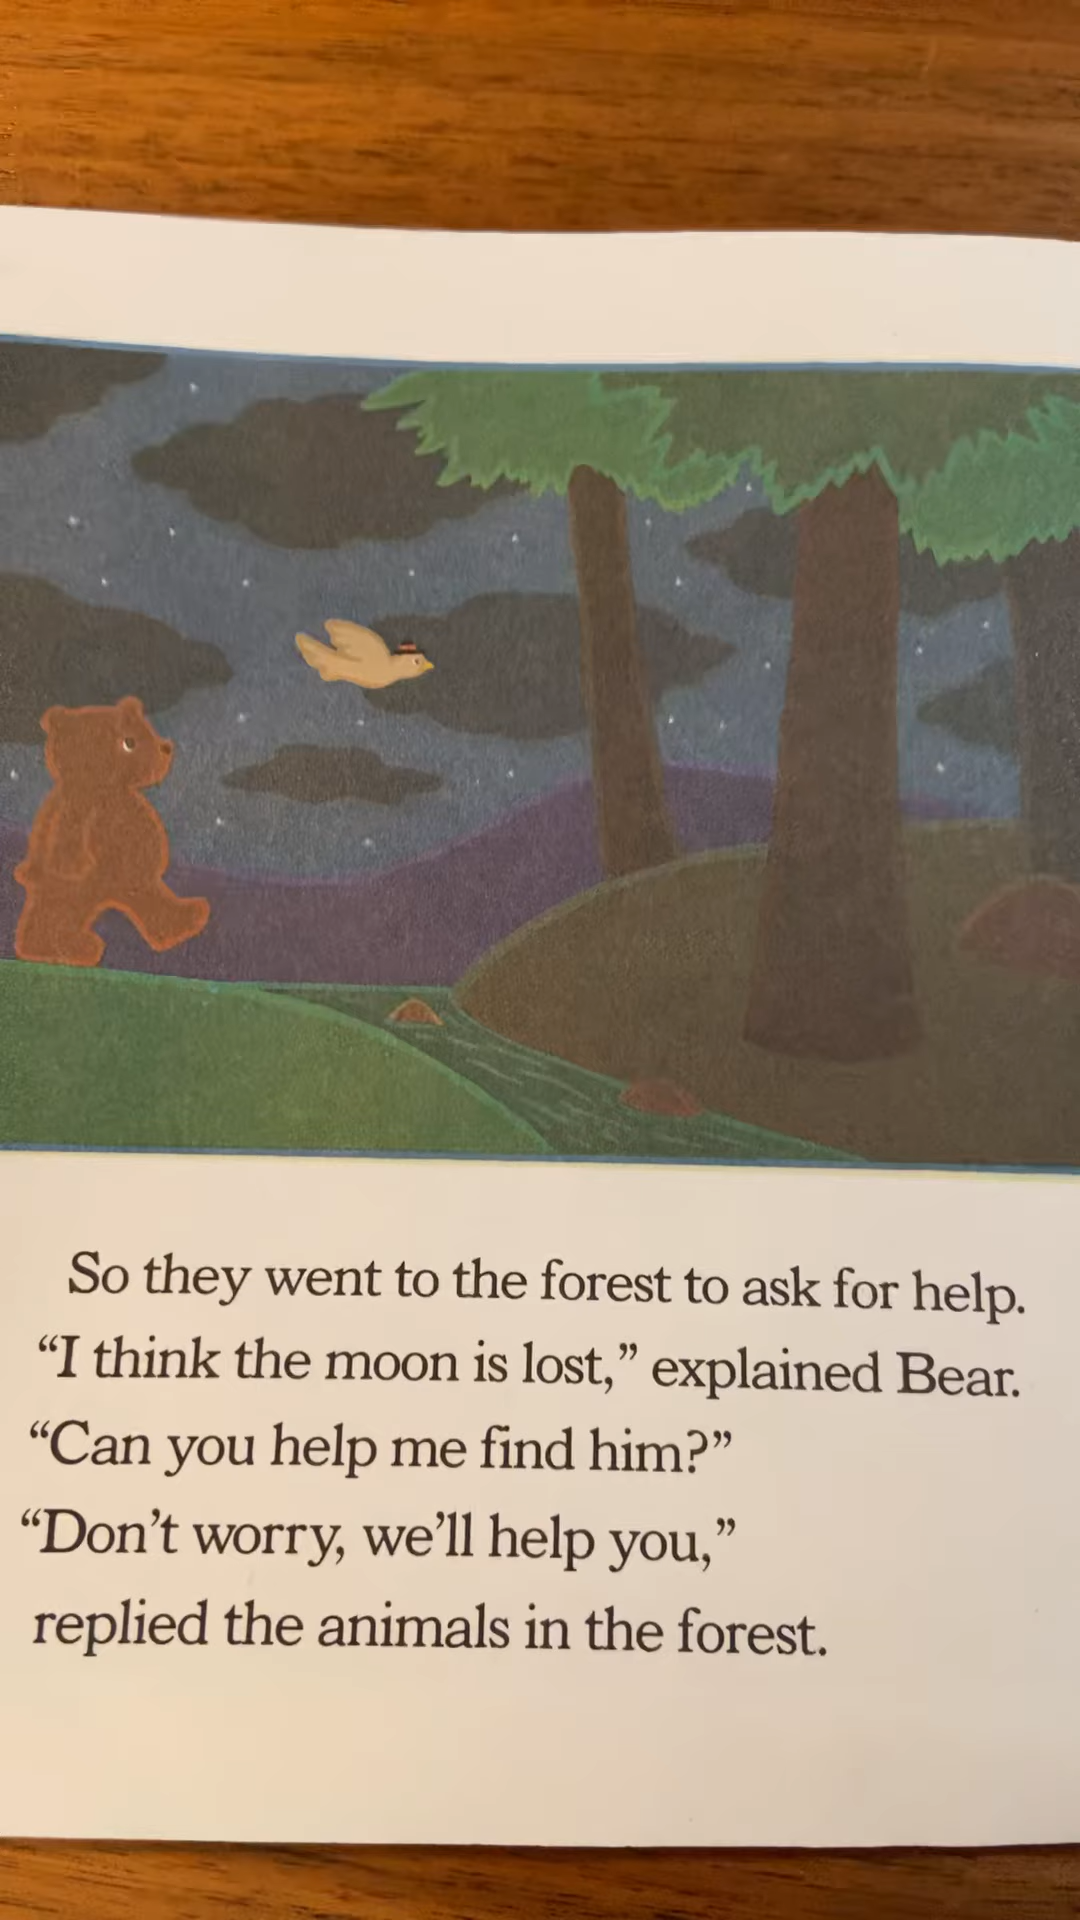 So they went to the forest to ask for help.
“I think the moon is lost,” explained Bear.
“Can you help me find him?”
“Don’t worry, we’ll help you,”
replied the animals in the forest.